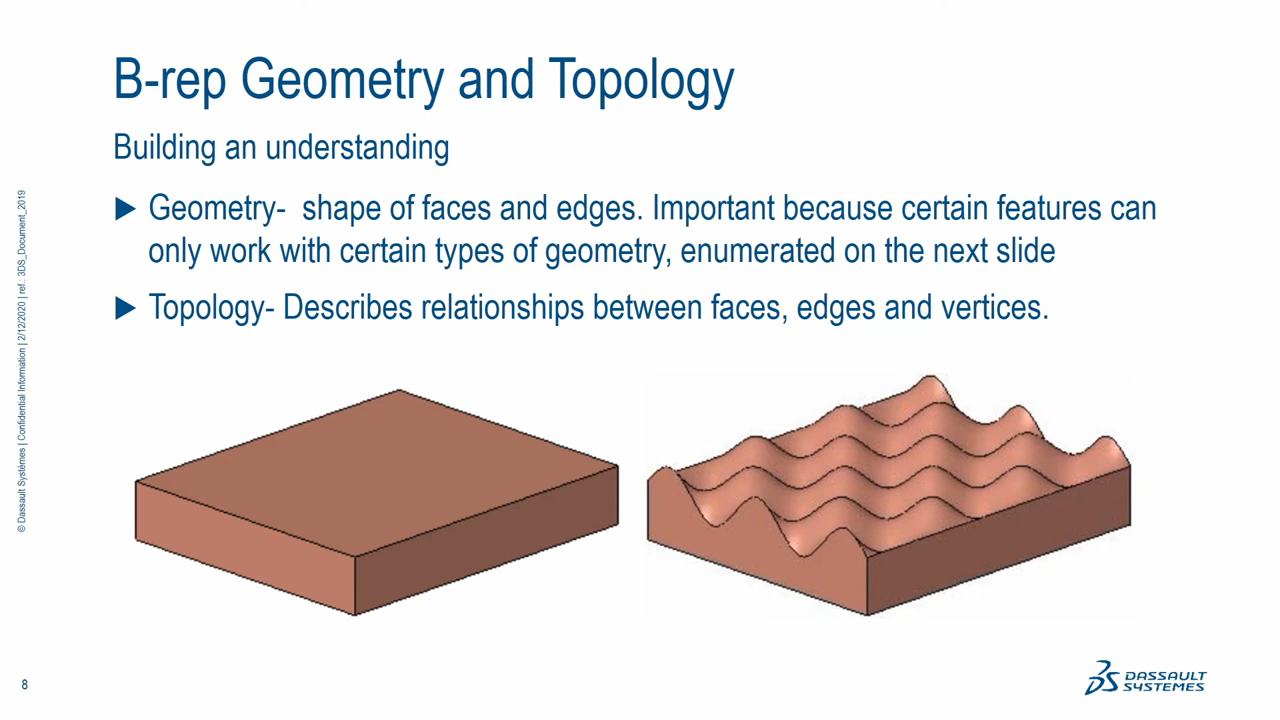 B-rep Geometry and Topology
Building an understanding
Geometry-  shape of faces and edges. Important because certain features can
only work with certain types of geometry, enumerated on the next slide
Topology- Describes relationships between faces, edges and vertices.
© Dassault Systèmes | Confidential Information | 2/12/2020 | ref.: 3DS_Document_2019
8
DASSAULT
SYSTEMES